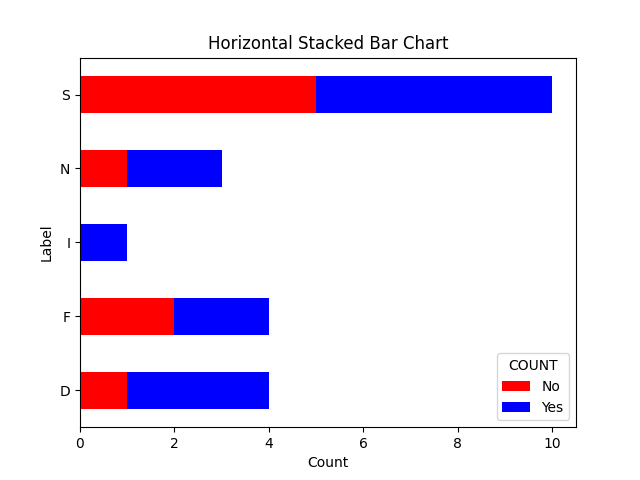 Horizontal Stacked Bar Chart
S
N
I
F
D
Label
0 2 4 6 8 10
Count
COUNT
No
Yes